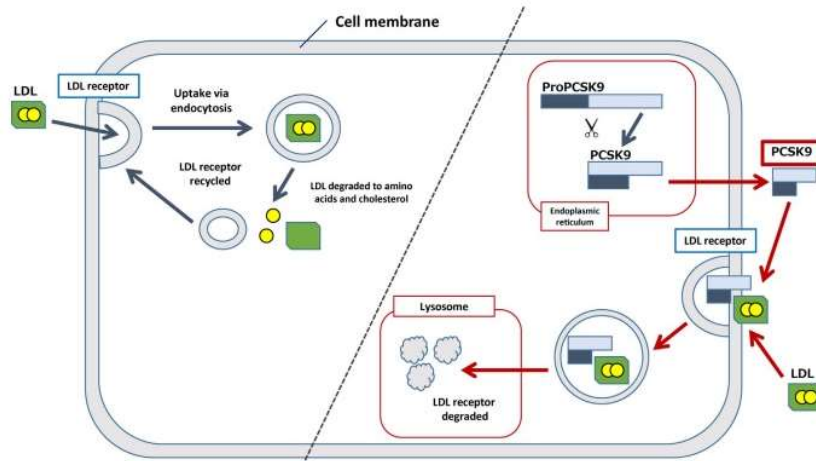 Cell membrane
LDL
LDL receptor
Uptake via
endocytosis
LDL receptor
recycled
LDL degraded to amino
acids and cholesterol
ProPCSK9
PCSK9
Endoplasmic
reticulum
PCSK9
LDL receptor
LDL
Lysosome
LDL receptor
degraded